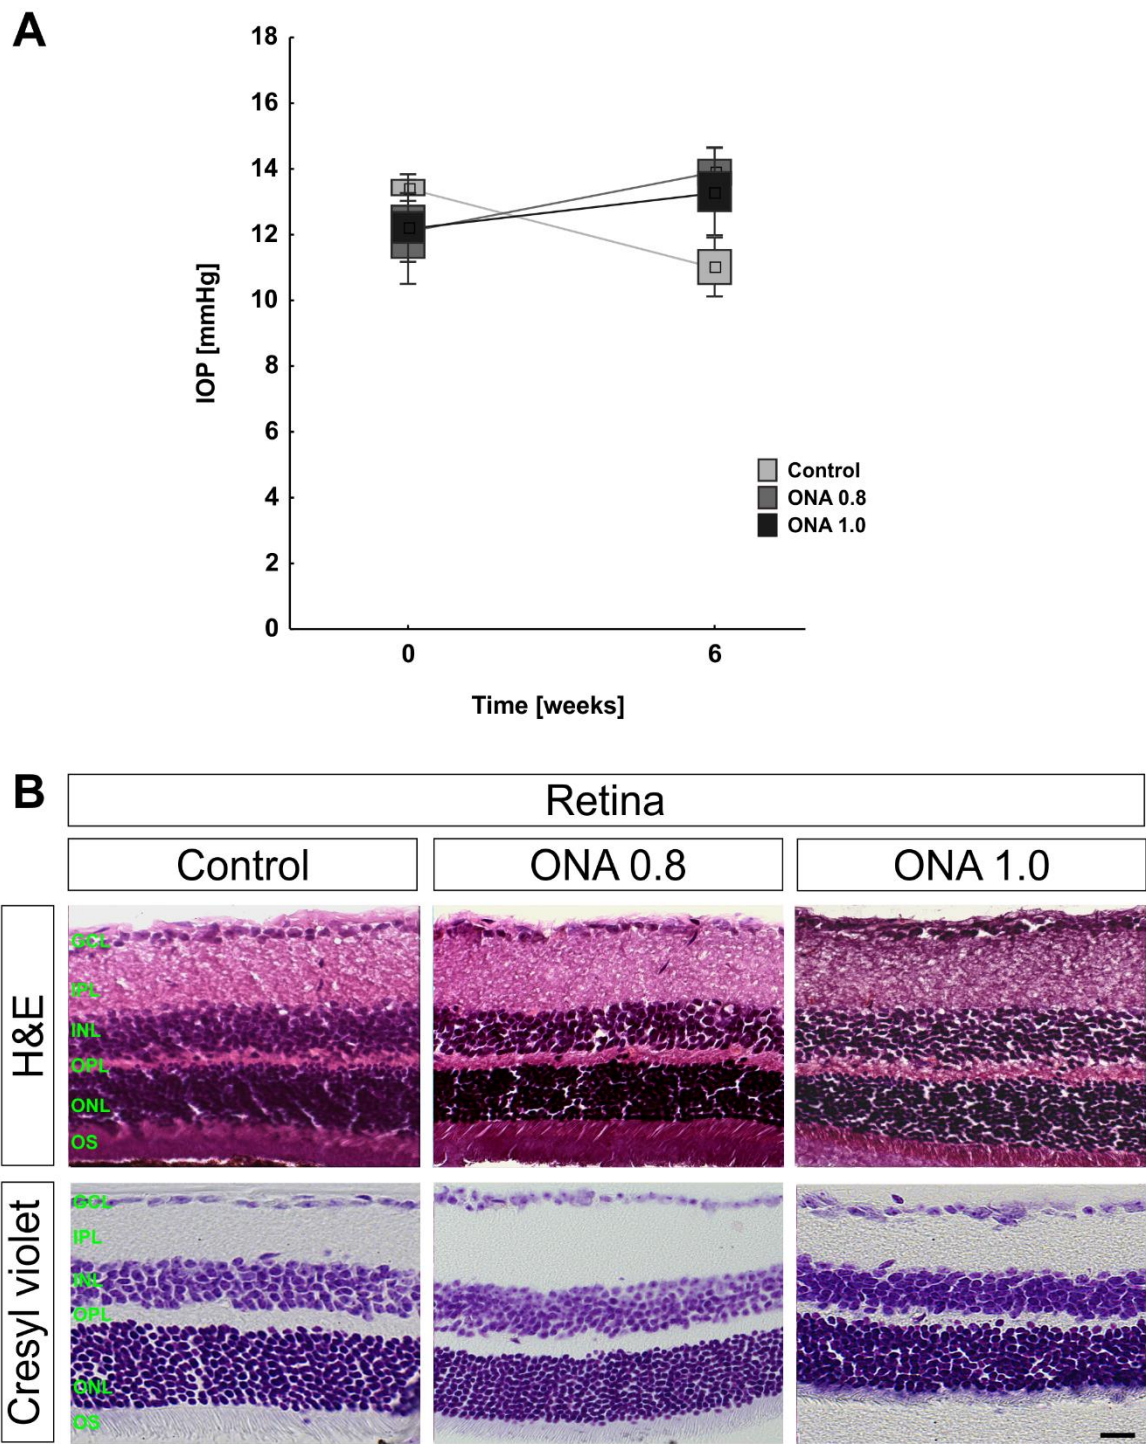 A
18
16
14
12
10
8
6
4
2
0
IOP [mmHg]
0 6
Time [weeks]
Control
ONA 0.8
ONA 1.0
B
Retina
Control ONA 0.8 ONA 1.0
H&E
GCL
IPL
INL
OPL
ONL
OS
Cresyl violet
GCL
IPL
INL
OPL
ONL
OS